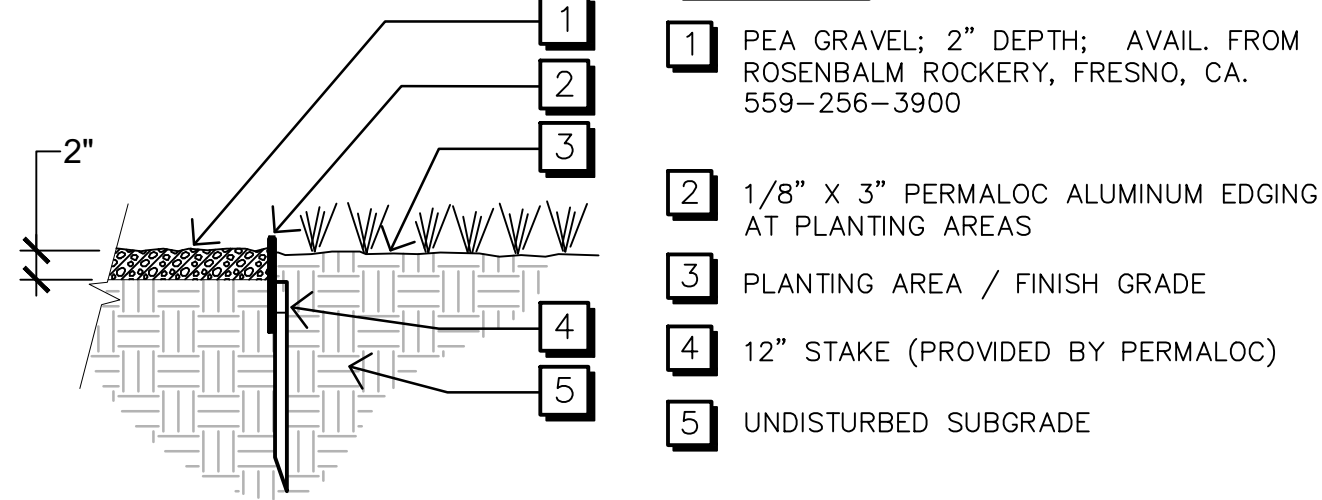 1
2
3
2"
4
5
1 PEA GRAVEL; 2” DEPTH; AVAIL. FROM
ROSENBALM ROCKERY, FRESNO, CA.
559–256–3900
2 1/8” X 3” PERMALOC ALUMINUM EDGING
AT PLANTING AREAS
3 PLANTING AREA / FINISH GRADE
4 12” STAKE (PROVIDED BY PERMALOC)
5 UNDISTURBED SUBGRADE